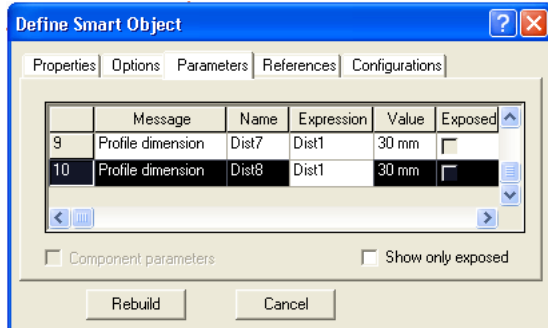 Define Smart Object
Properties Options Parameters References Configurations
Message Name Expression Value Exposed
9 Profile dimension Dist7 Dist1 30 mm
10 Profile dimension Dist8 Dist1 30 mm
Component parameters Show only exposed
Rebuild Cancel